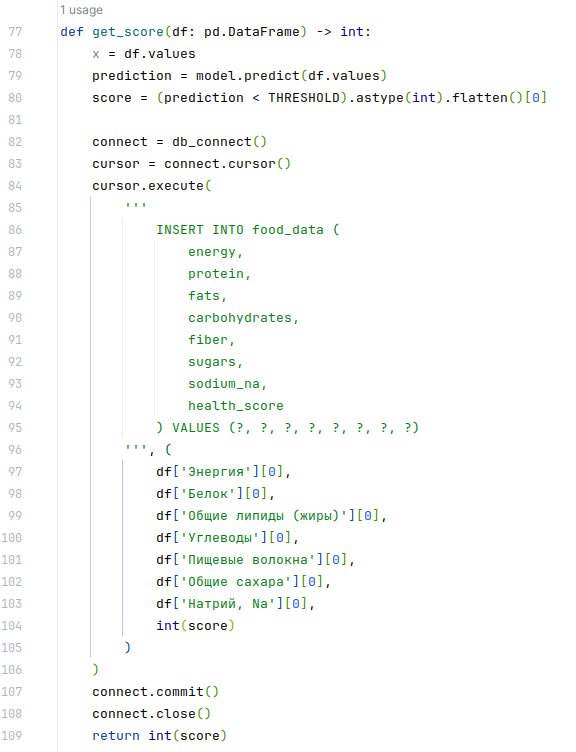 1 usage
77 def get_score(df: pd.DataFrame) -> int:
78     x = df.values
79     prediction = model.predict(df.values)
80     score = (prediction < THRESHOLD).astype(int).flatten()[0]
81
82     connect = db_connect()
83     cursor = connect.cursor()
84     cursor.execute(
85         '''
86             INSERT INTO food_data (
87                 energy,
88                 protein,
89                 fats,
90                 carbohydrates,
91                 fiber,
92                 sugars,
93                 sodium_na,
94                 health_score
95             ) VALUES (?, ?, ?, ?, ?, ?, ?, ?)
96         ''', (
97             df['Энергия'][0],
98             df['Белок'][0],
99             df['Общие липиды (жиры)'][0],
100             df['Углеводы'][0],
101             df['Пищевые волокна'][0],
102             df['Общие сахара'][0],
103             df['Натрий, Na'][0],
104             int(score)
105         )
106     )
107     connect.commit()
108     connect.close()
109     return int(score)